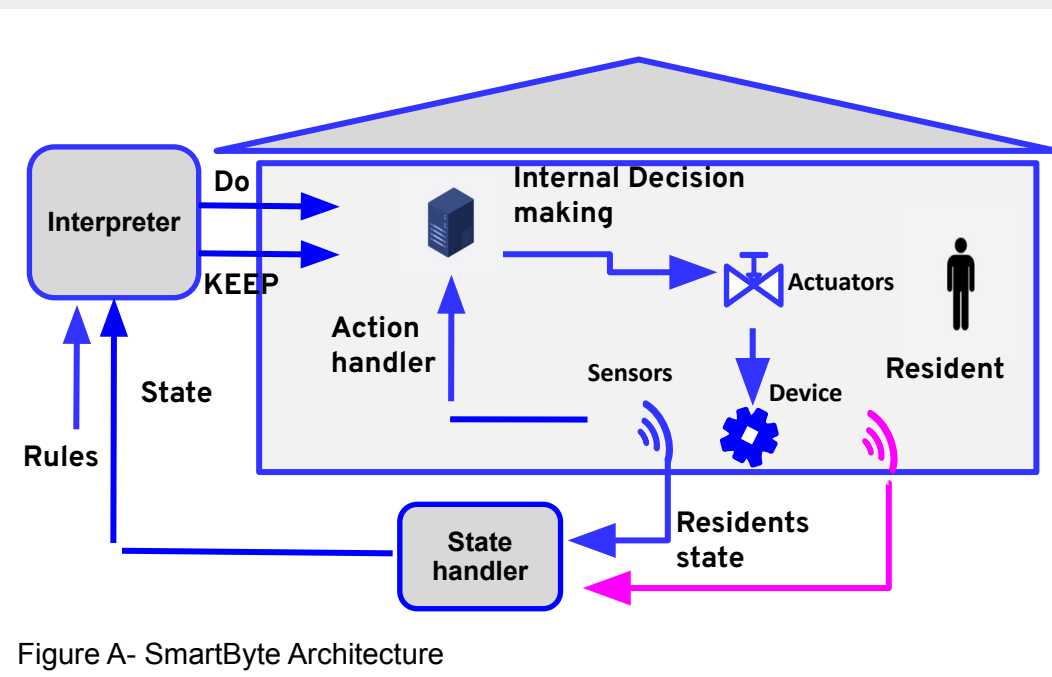 Do
Internal Decision
making
Interpreter
KEEP
Actuators
Action
handler
Resident
Sensors
Device
State
Rules
Residents
state
State
handler
Figure A- SmartByte Architecture